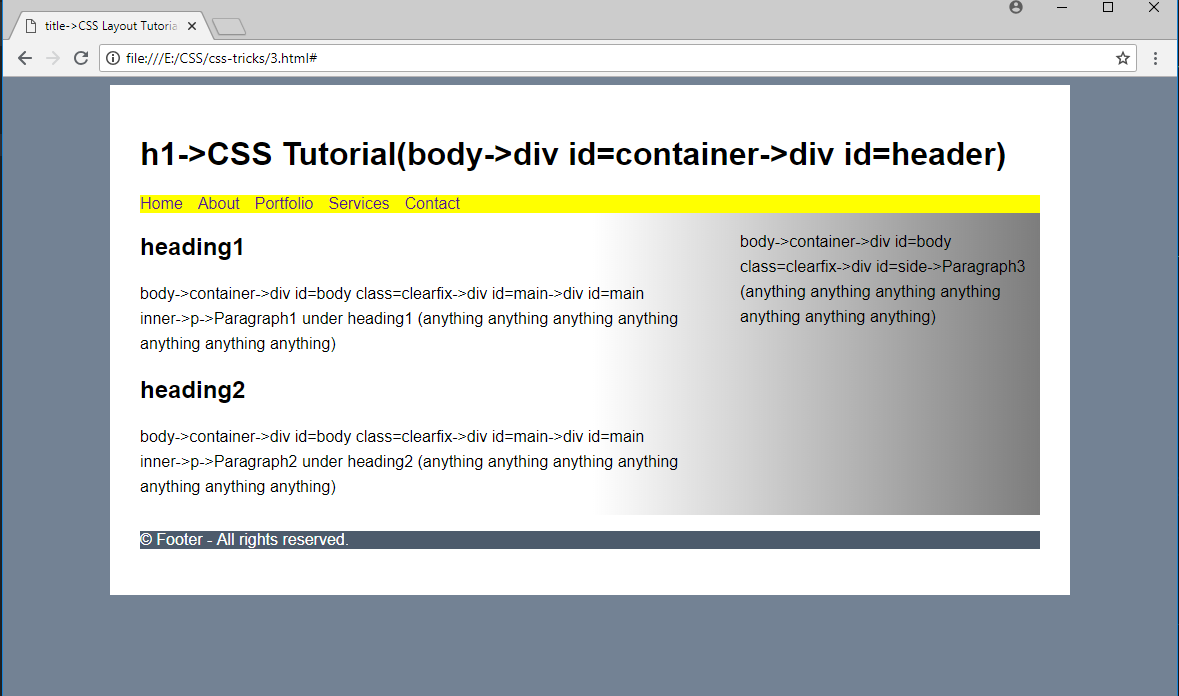 title->CSS Layout Tutoria
file:///E:/CSS/css-tricks/3.html#
h1->CSS Tutorial(body->div id=container->div id=header)
Home About Portfolio Services Contact
heading1
body->container->div id=body class=clearfix->div id=main->div id=main
inner->p->Paragraph1 under heading1 (anything anything anything anything
anything anything anything)
heading2
body->container->div id=body class=clearfix->div id=main->div id=main
inner->p->Paragraph2 under heading2 (anything anything anything anything
anything anything anything)
body->container->div id=body
class=clearfix->div id=side->Paragraph3
(anything anything anything anything
anything anything anything)
© Footer - All rights reserved.